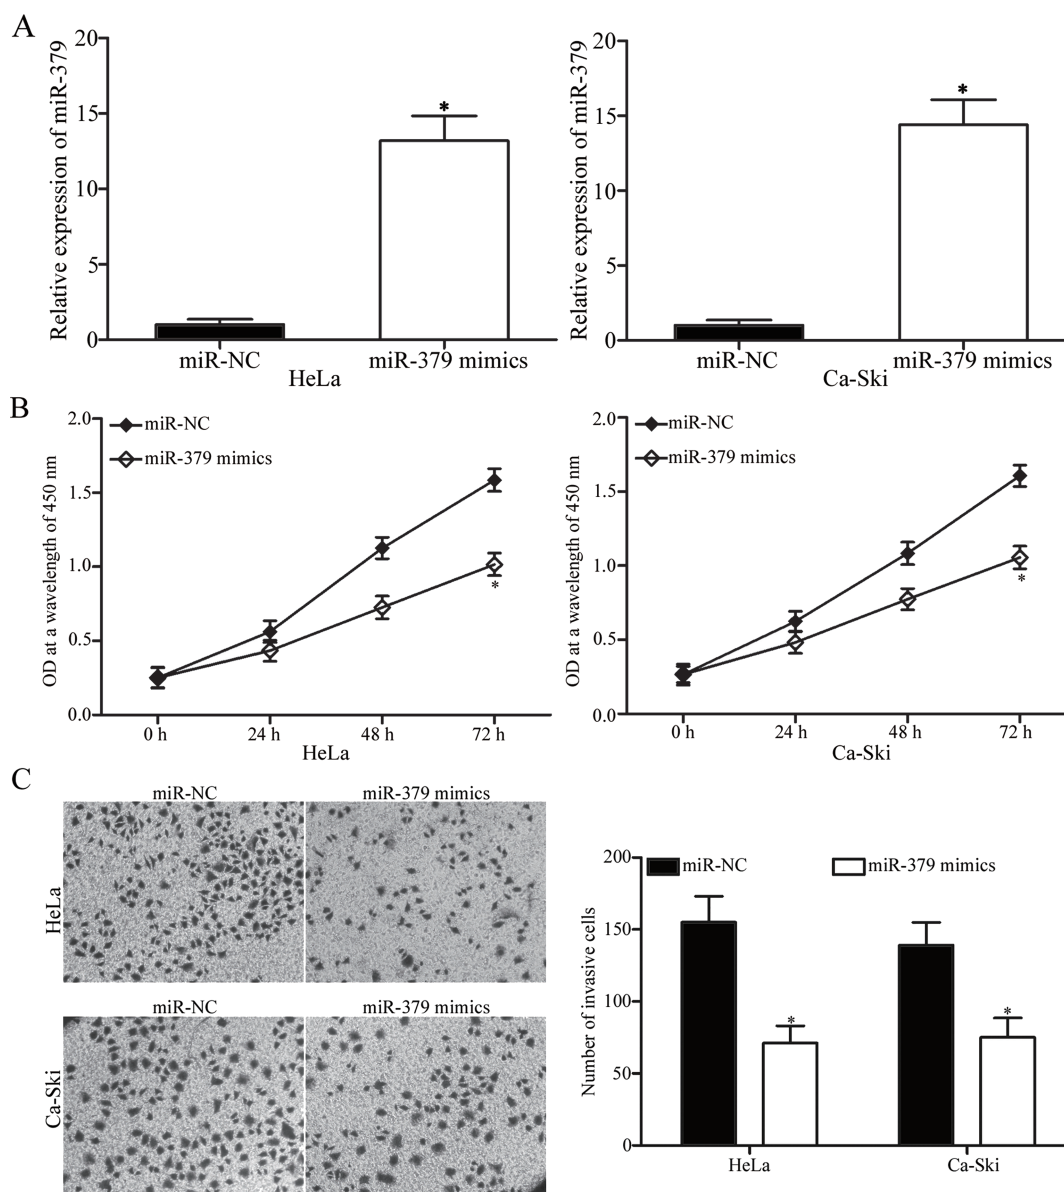 A
Relative expression of miR-379
20
15
10
5
0
*
miR-NC
miR-379 mimics
HeLa
Relative expression of miR-379
20
15
10
5
0
*
miR-NC
miR-379 mimics
Ca-Ski
B
OD at a wavelength of 450 nm
2.0
1.5
1.0
0.5
0.0
miR-NC
miR-379 mimics
*
0 h
24 h
48 h
72 h
HeLa
OD at a wavelength of 450 nm
2.0
1.5
1.0
0.5
0.0
miR-NC
miR-379 mimics
*
0 h
24 h
48 h
72 h
Ca-Ski
C
miR-NC
miR-379 mimics
HeLa
miR-NC
miR-379 mimics
Ca-Ski
Number of invasive cells
200
150
100
50
0
miR-NC
miR-379 mimics
*
*
HeLa
Ca-Ski